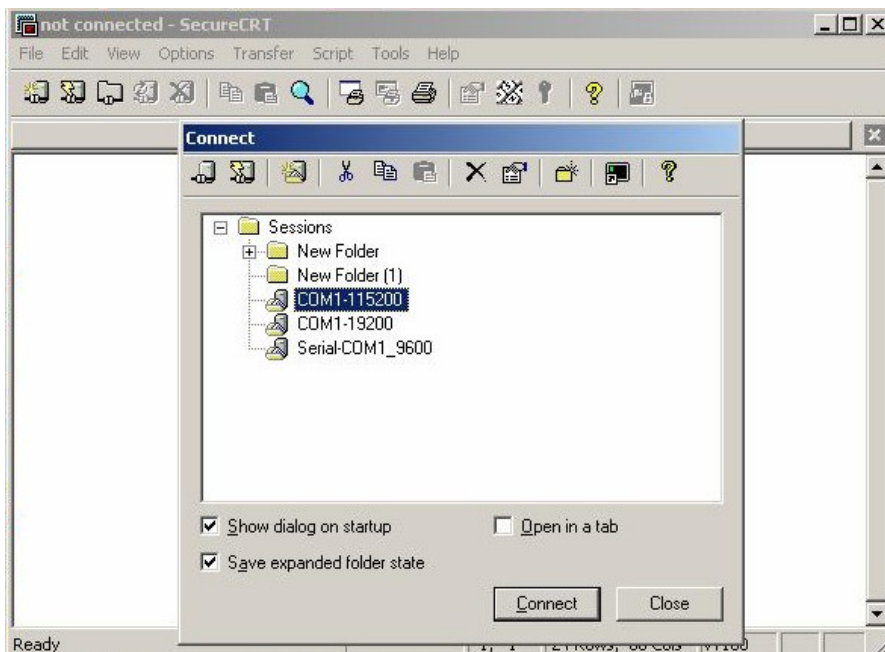 not connected - SecureCRT
File Edit View Options Transfer Script Tools Help
Connect
Sessions
New Folder
New Folder (1)
COM1-115200
COM1-19200
Serial-COM1_9600
Show dialog on startup
Open in a tab
Save expanded folder state
Connect
Close
Ready